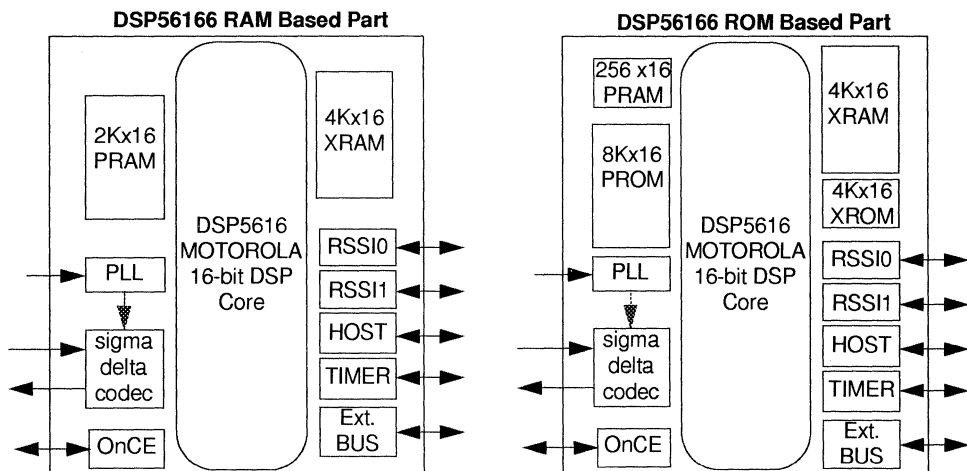 DSP56166 RAM Based Part
2Kx16
PRAM
PLL
sigma
delta
codec
OnCE
DSP5616
MOTOROLA
16-bit DSP
Core
4Kx16
XRAM
RSSI0
RSSI1
HOST
TIMER
Ext.
BUS
DSP56166 ROM Based Part
256 x16
PRAM
8Kx16
PROM
PLL
sigma
delta
codec
OnCE
DSP5616
MOTOROLA
16-bit DSP
Core
4Kx16
XRAM
4Kx16
XROM
RSSI0
RSSI1
HOST
TIMER
Ext.
BUS